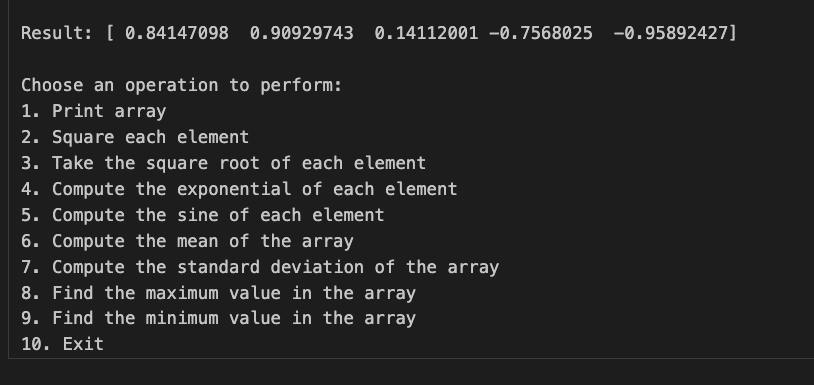 Result: [ 0.84147098  0.90929743  0.14112001 -0.7568025  -0.95892427]
Choose an operation to perform:
1. Print array
2. Square each element
3. Take the square root of each element
4. Compute the exponential of each element
5. Compute the sine of each element
6. Compute the mean of the array
7. Compute the standard deviation of the array
8. Find the maximum value in the array
9. Find the minimum value in the array
10. Exit